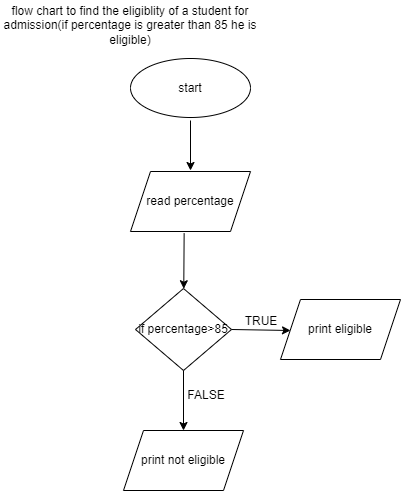 flow chart to find the eligiblity of a student for
admission(if percentage is greater than 85 he is
eligible)
start
read percentage
if percentage>85
TRUE
print eligible
FALSE
print not eligible